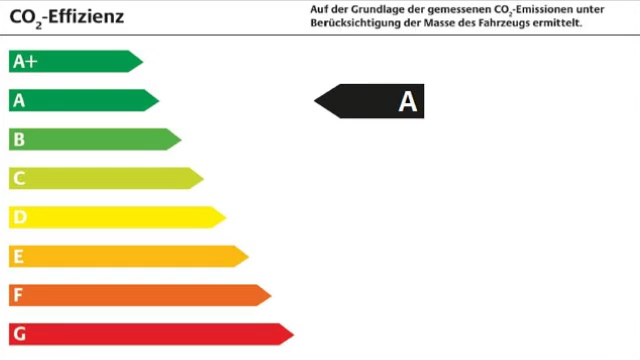 CO₂-Effizienz
Auf der Grundlage der gemessenen CO₂-Emissionen unter
Berücksichtigung der Masse des Fahrzeugs ermittelt.
A+
A
A
B
C
D
E
F
G